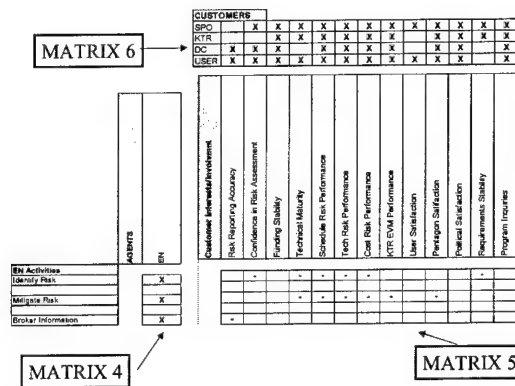 CUSTOMERS
SPO X X X X X X X X X X X X
KTR X X X X X X X X X X
DC X X X X X X X X X X
USER X X X X X X X X X X X X
MATRIX 6
AGENTS
EN
Customer Interests/Involvemnt
Risk Reporting Accuracy
Confidence in Risk Assessment
Funding Stability
Technical Maturity
Schedule Risk Performance
Tech Risk Performance
Cost Risk Performance
KTR EVM Performance
User Satisfaction
Pentagon Satifaction
Political Satisfaction
Requirements Stability
Program Inquiries
EN Activities
Identify Risk X
Mitigate Risk X
Broker Information X
MATRIX 4
MATRIX 5